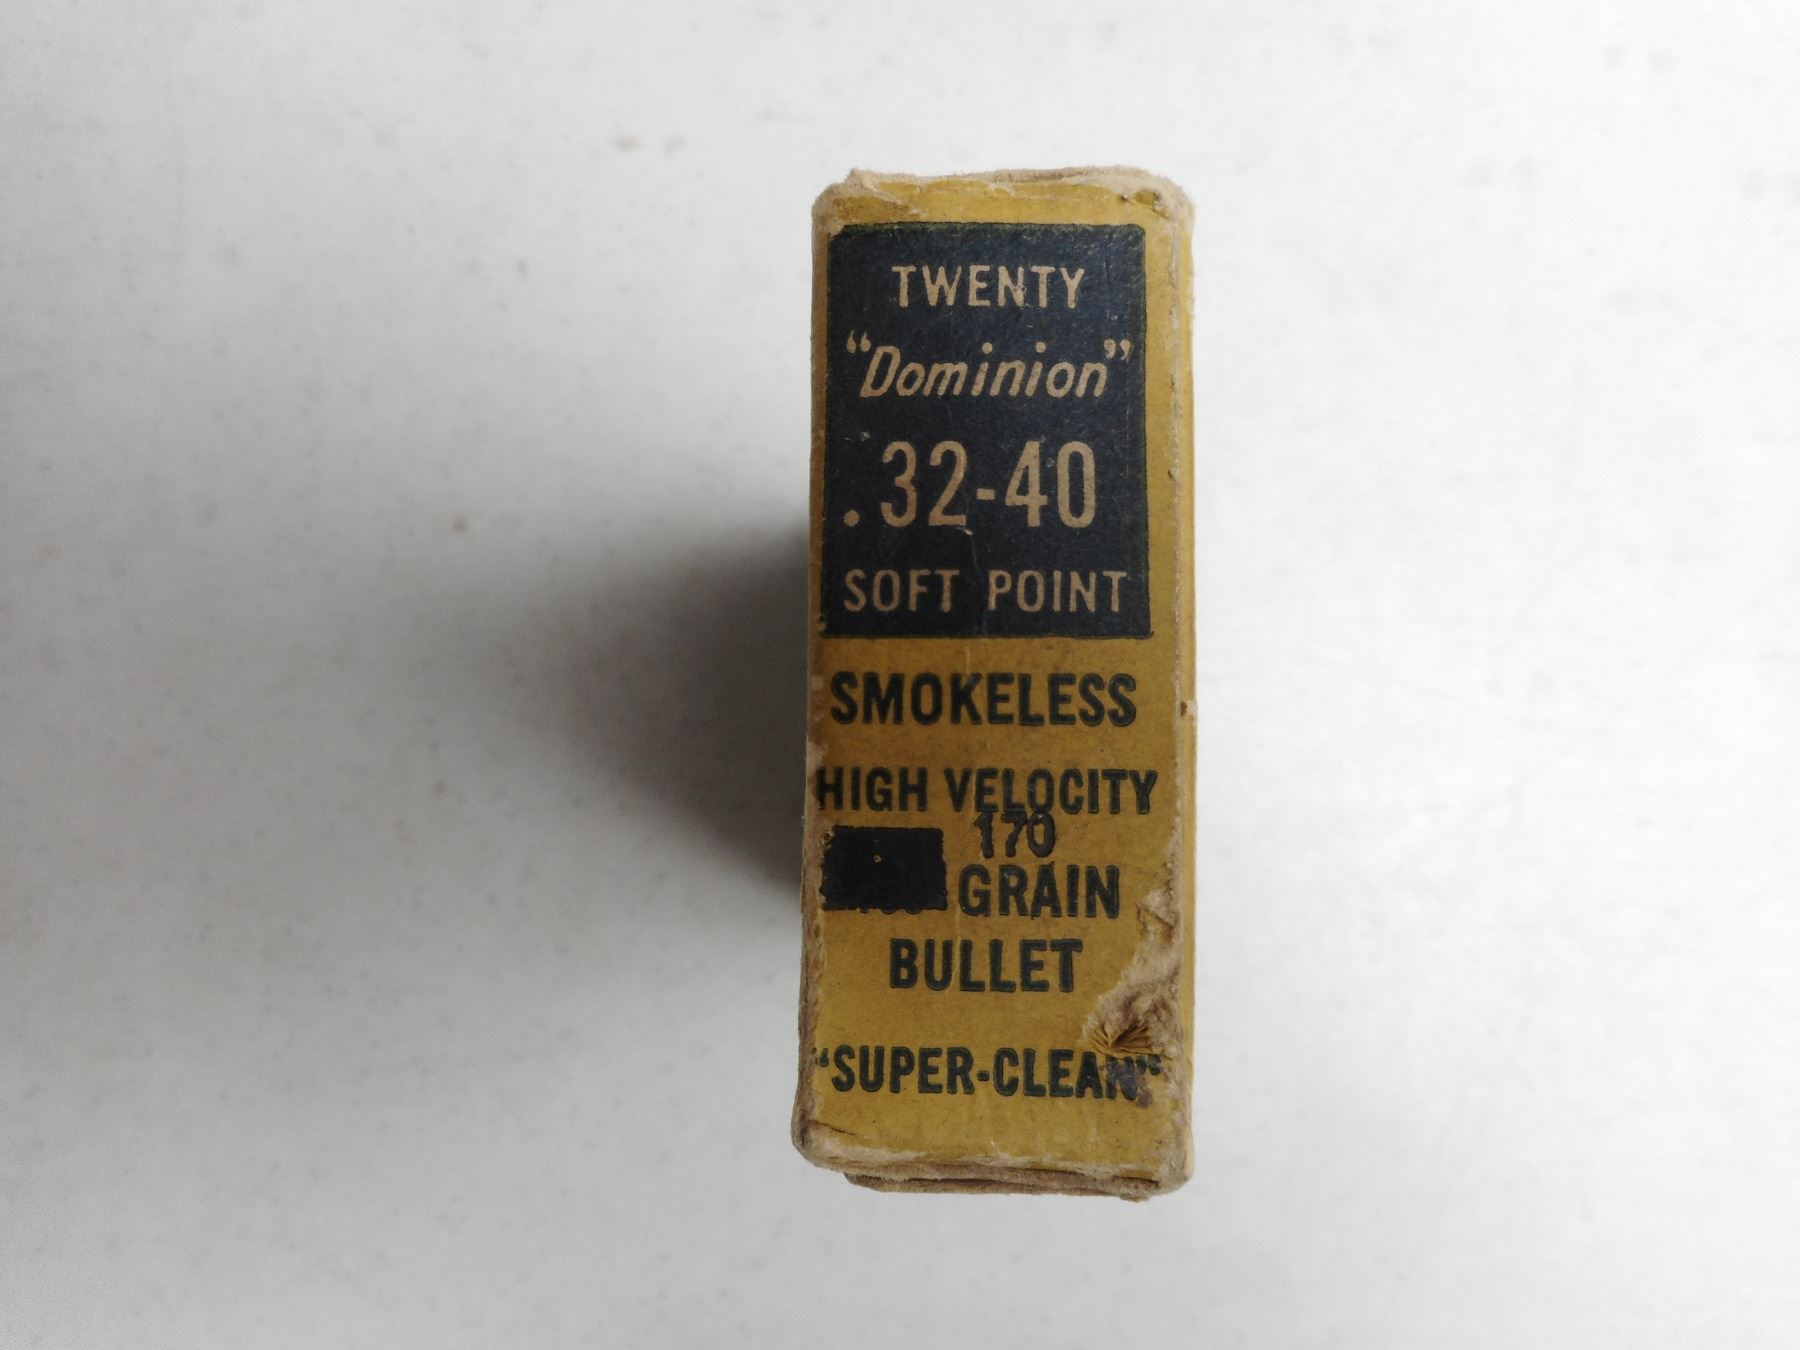 TWENTY
"Dominion"
.32-40
SOFT POINT
SMOKELESS
HIGH VELOCITY
170
GRAIN
BULLET
"SUPER-CLEAN"